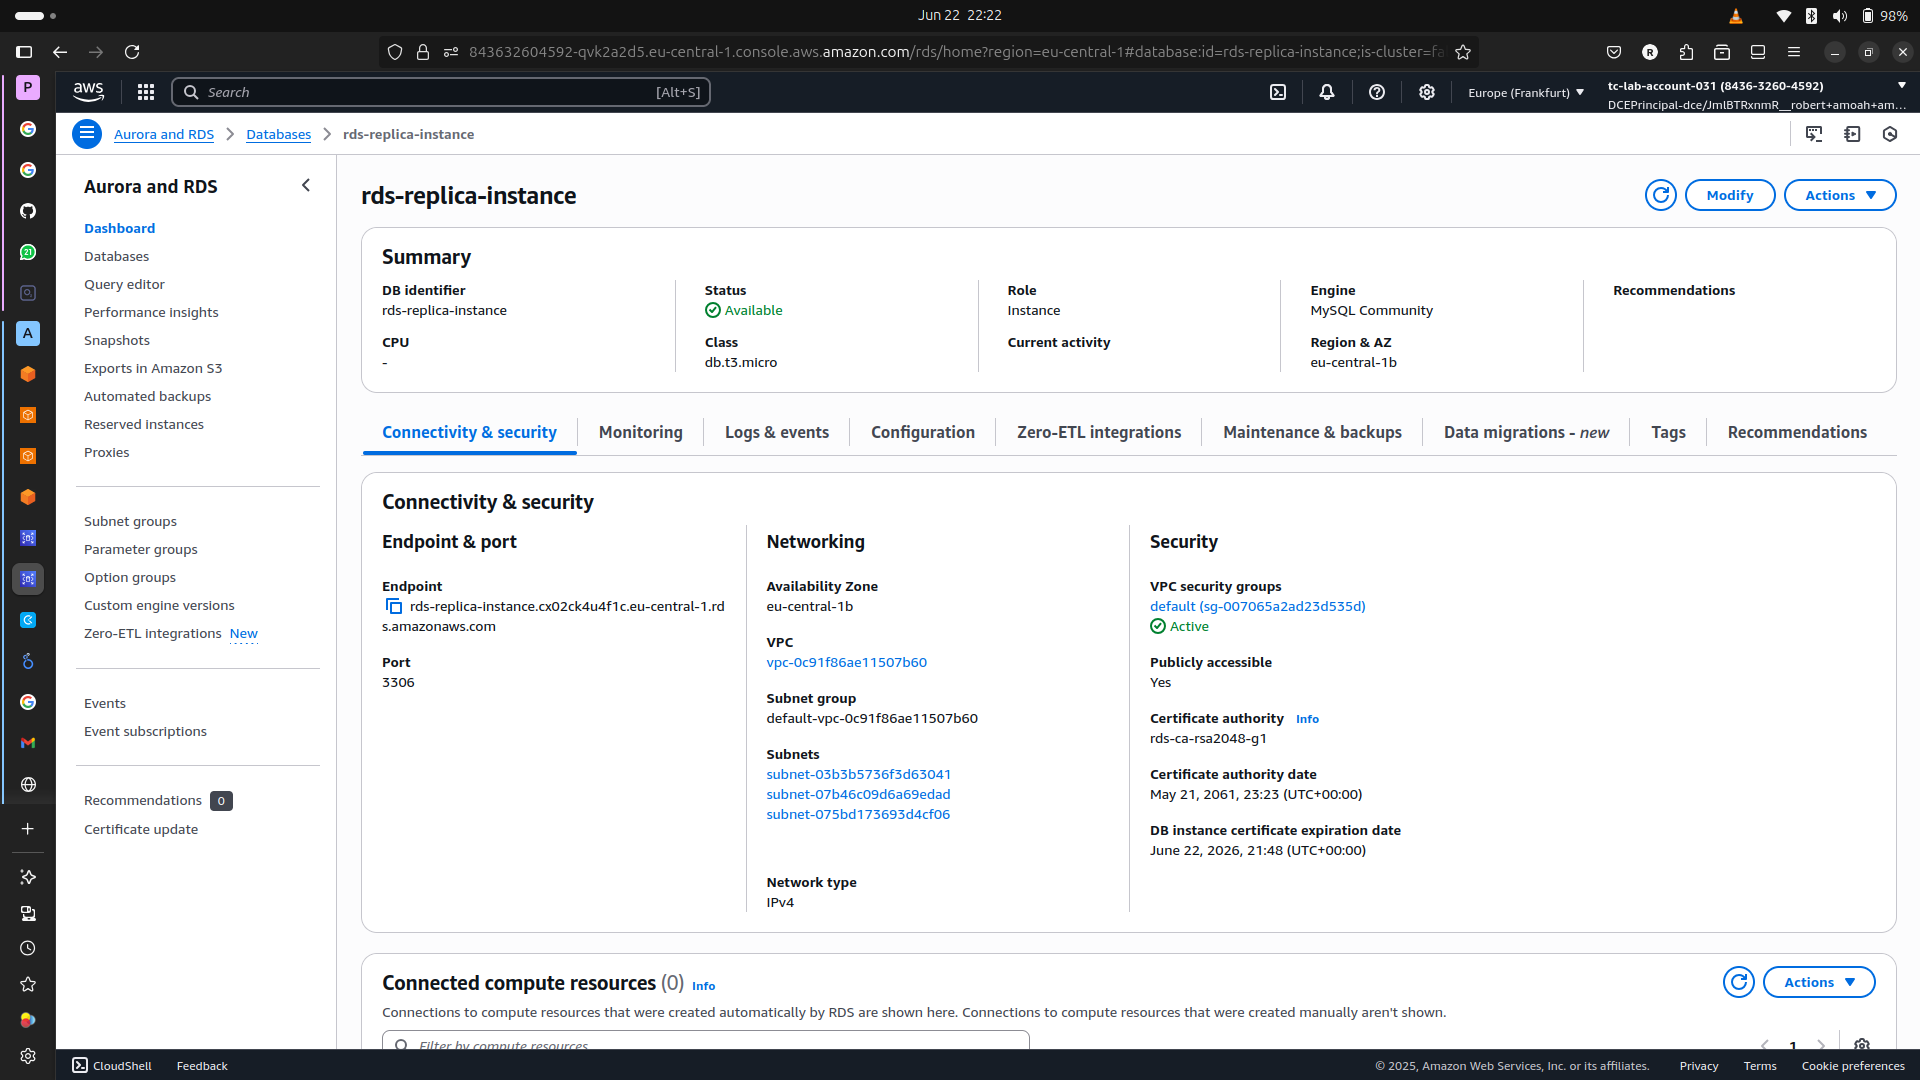 Jun 22 22:22
98%
843632604592-qvk2a2d5.eu-central-1.console.aws.amazon.com/rds/home?region=eu-central-1#database:id=rds-replica-instance;is-cluster=fa
P
aws
Search
[Alt+S]
Europe (Frankfurt)
tc-lab-account-031 (8436-3260-4592)
DCEPrincipal-dce/JmlBTRxnmR__robert+amoah+am...
Aurora and RDS
Databases
rds-replica-instance
Aurora and RDS
Dashboard
Databases
Query editor
Performance insights
Snapshots
Exports in Amazon S3
Automated backups
Reserved instances
Proxies
Subnet groups
Parameter groups
Option groups
Custom engine versions
Zero-ETL integrations New
Events
Event subscriptions
Recommendations 0
Certificate update
21
A
rds-replica-instance
Modify
Actions
Summary
DB identifier
rds-replica-instance
CPU
-
Status
Available
Class
db.t3.micro
Role
Instance
Current activity
Engine
MySQL Community
Region & AZ
eu-central-1b
Recommendations
Connectivity & security
Monitoring
Logs & events
Configuration
Zero-ETL integrations
Maintenance & backups
Data migrations - new
Tags
Recommendations
Connectivity & security
Endpoint & port
Endpoint
rds-replica-instance.cx02ck4u4f1c.eu-central-1.rd
s.amazonaws.com
Port
3306
Networking
Availability Zone
eu-central-1b
VPC
vpc-0c91f86ae11507b60
Subnet group
default-vpc-0c91f86ae11507b60
Subnets
subnet-03b3b5736f3d63041
subnet-07b46c09d6a69edad
subnet-075bd173693d4cf06
Network type
IPv4
Security
VPC security groups
default (sg-007065a2ad23d535d)
Active
Publicly accessible
Yes
Certificate authority Info
rds-ca-rsa2048-g1
Certificate authority date
May 21, 2061, 23:23 (UTC+00:00)
DB instance certificate expiration date
June 22, 2026, 21:48 (UTC+00:00)
Connected compute resources (0) Info
Actions
Connections to compute resources that were created automatically by RDS are shown here. Connections to compute resources that were created manually aren't shown.
Filter by compute resources
1
CloudShell
Feedback
© 2025, Amazon Web Services, Inc. or its affiliates.
Privacy
Terms
Cookie preferences